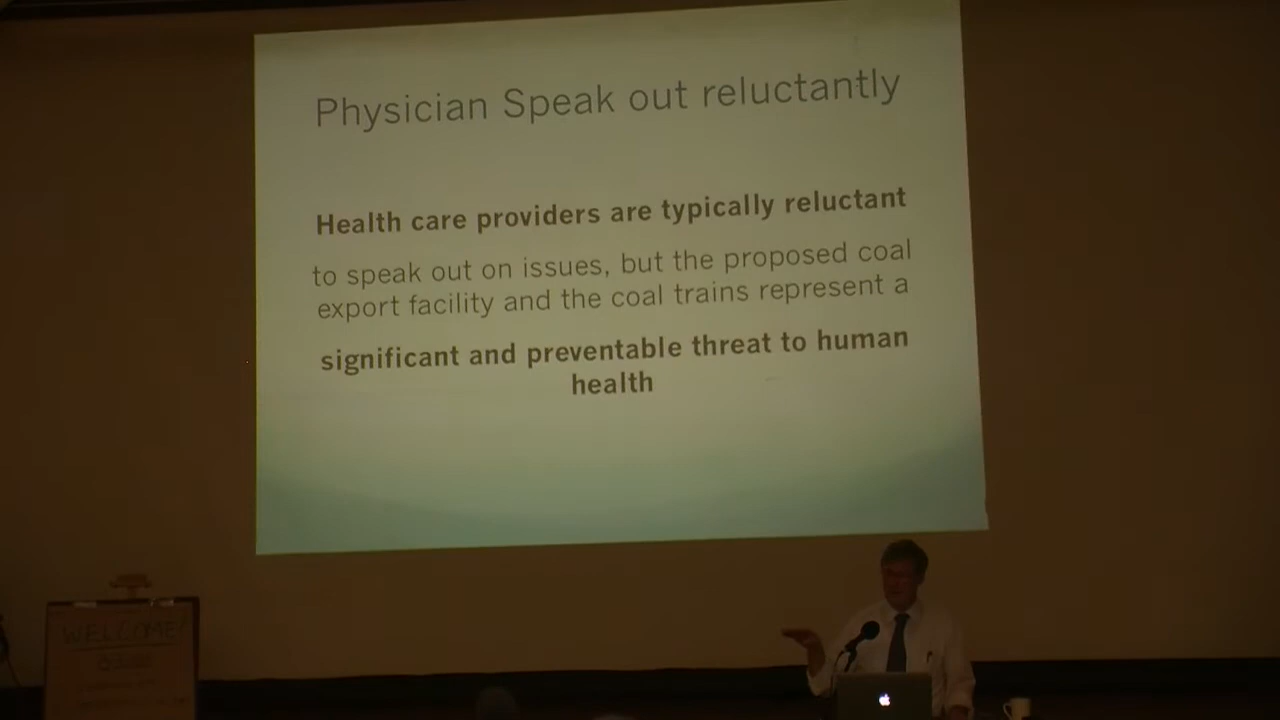 Physician Speak out reluctantly
Health care providers are typically reluctant
to speak out on issues, but the proposed coal
export facility and the coal trains represent a
significant and preventable threat to human
health
WELCOME!